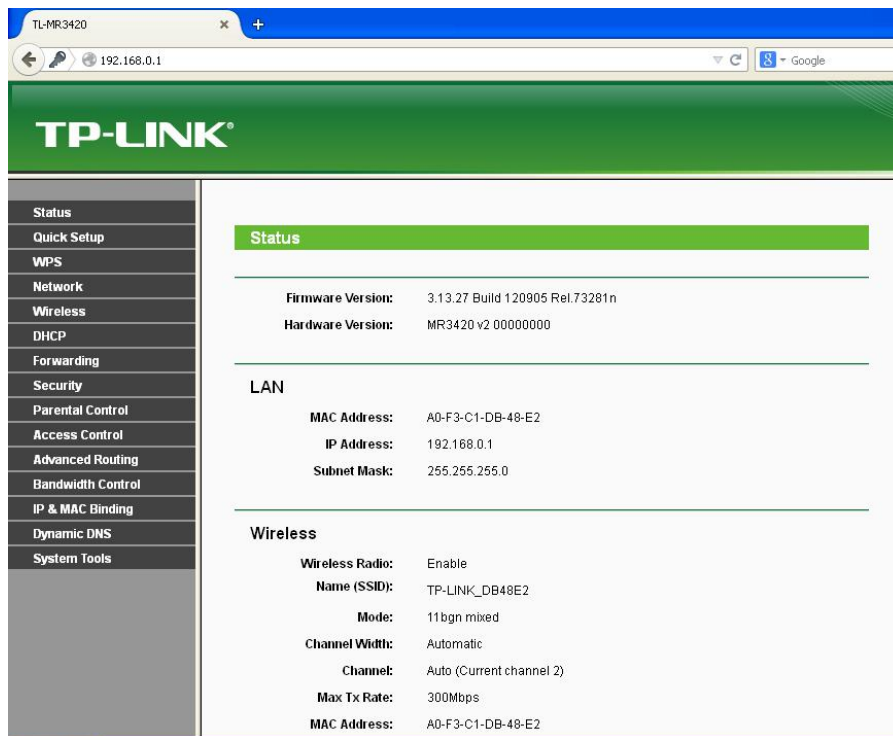 TL-MR3420
192.168.0.1
Google
TP-LINK®
Status
Quick Setup
WPS
Network
Wireless
DHCP
Forwarding
Security
Parental Control
Access Control
Advanced Routing
Bandwidth Control
IP & MAC Binding
Dynamic DNS
System Tools
Status
Firmware Version: 3.13.27 Build 120905 Rel.73281n
Hardware Version: MR3420 v2 00000000
LAN
MAC Address: A0-F3-C1-DB-48-E2
IP Address: 192.168.0.1
Subnet Mask: 255.255.255.0
Wireless
Wireless Radio: Enable
Name (SSID): TP-LINK_DB48E2
Mode: 11bgn mixed
Channel Width: Automatic
Channel: Auto (Current channel 2)
Max Tx Rate: 300Mbps
MAC Address: A0-F3-C1-DB-48-E2